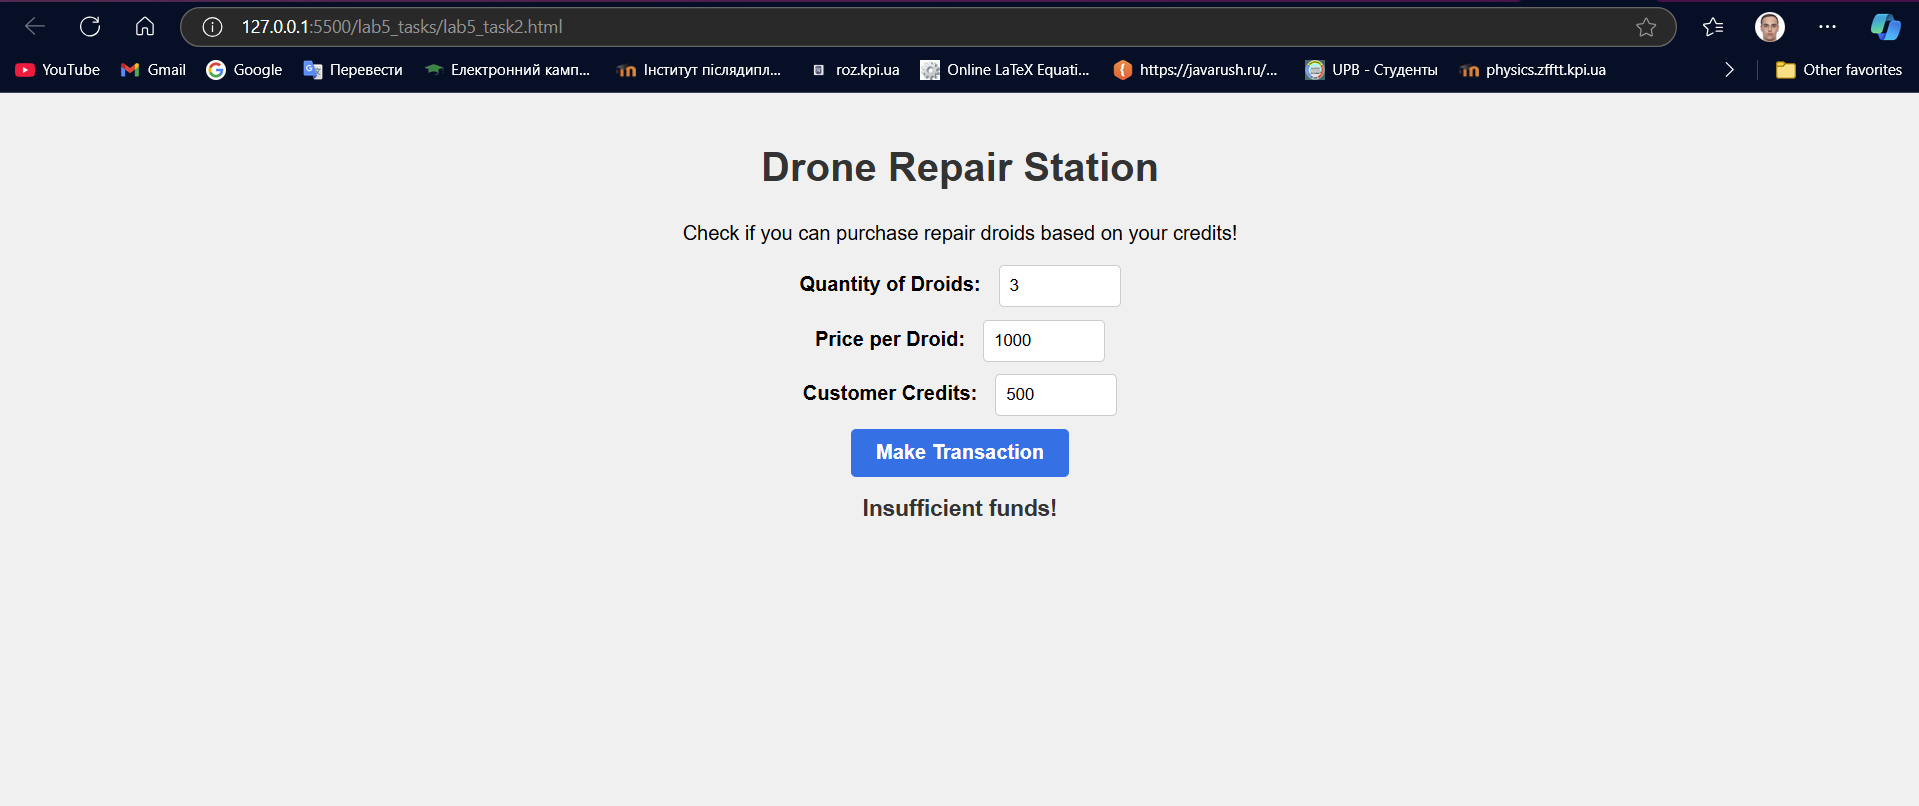 127.0.0.1:5500/lab5_tasks/lab5_task2.html
YouTube Gmail Google Перевести Електронний камп... Інститут післядипл... roz.kpi.ua Online LaTeX Equati... https://javarush.ru/... UPB - Студенты physics.zfftt.kpi.ua Other favorites
Drone Repair Station
Check if you can purchase repair droids based on your credits!
Quantity of Droids: 3
Price per Droid: 1000
Customer Credits: 500
Make Transaction
Insufficient funds!